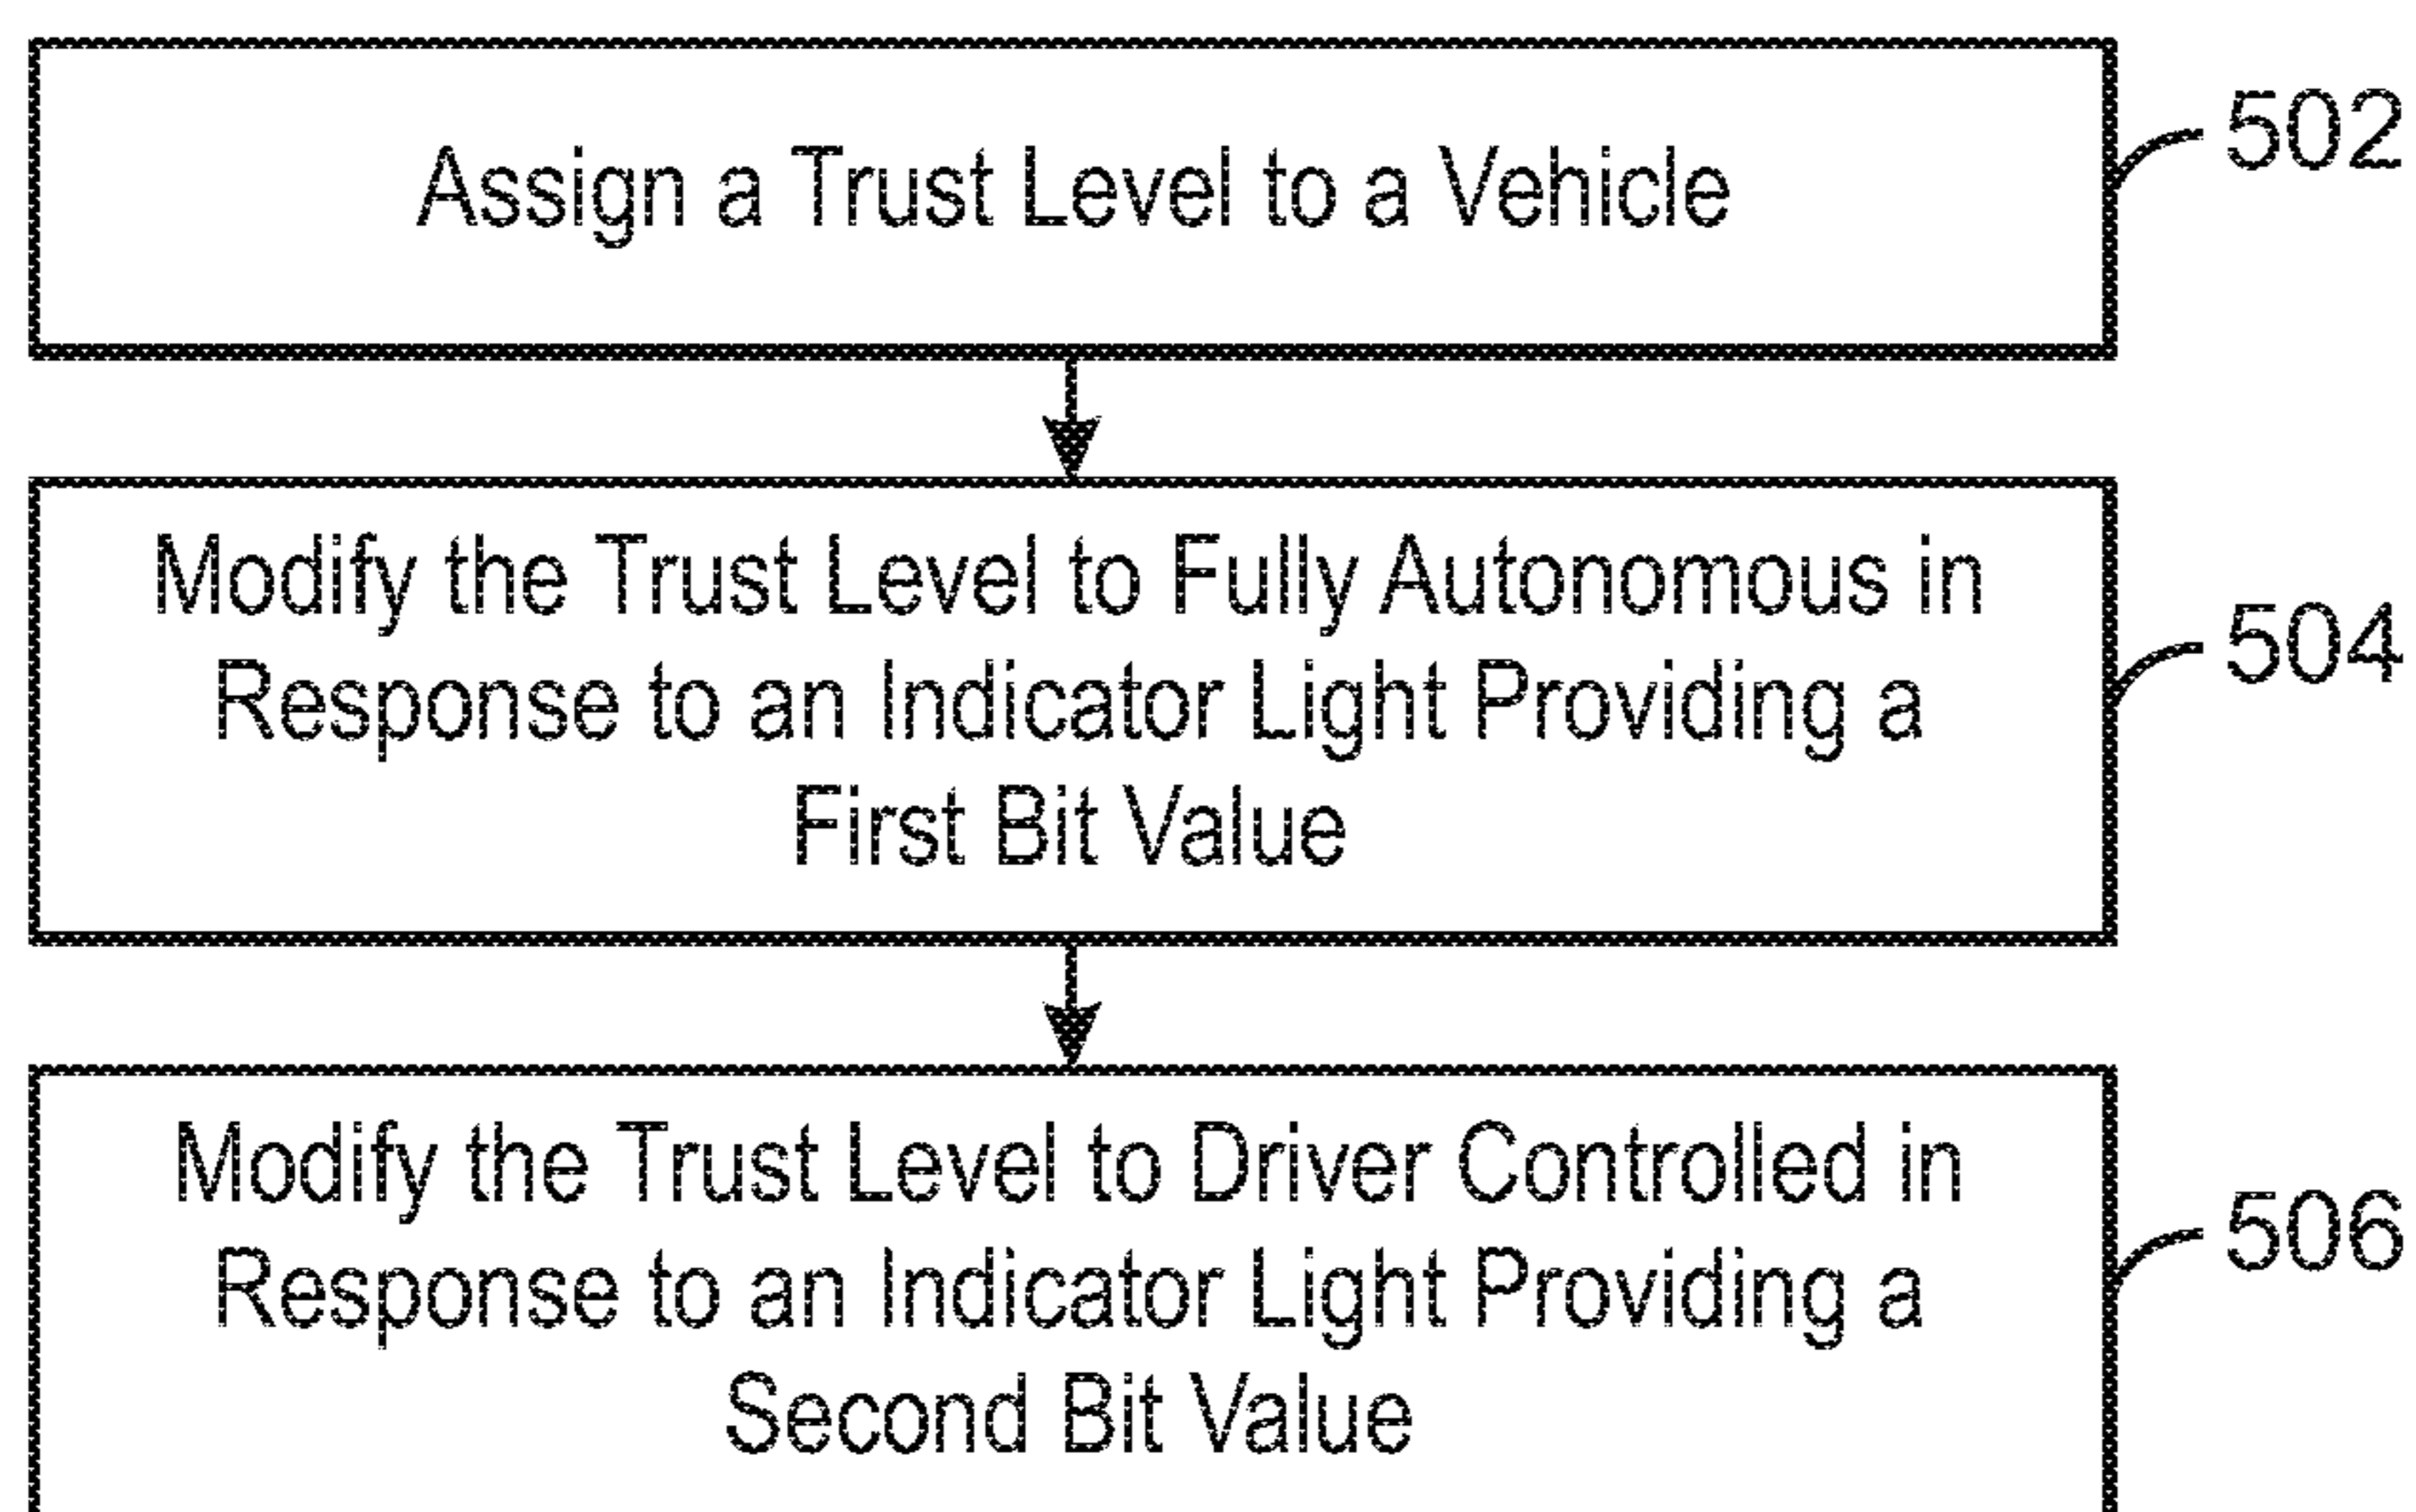 Assign a Trust Level to a Vehicle
502
Modify the Trust Level to Fully Autonomous in
Response to an Indicator Light Providing a
First Bit Value
504
Modify the Trust Level to Driver Controlled in
Response to an Indicator Light Providing a
Second Bit Value
506